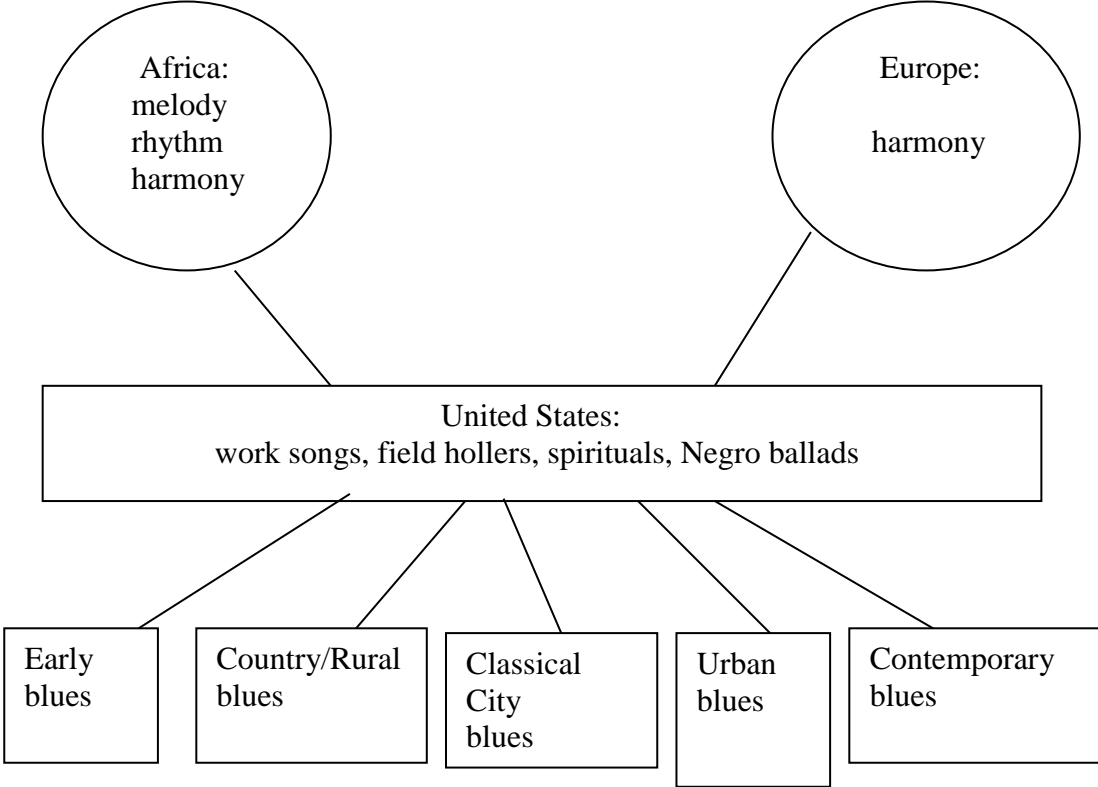 Africa:
melody
rhythm
harmony
Europe:
harmony
United States:
work songs, field hollers, spirituals, Negro ballads
Early
blues
Country/Rural
blues
Classical
City
blues
Urban
blues
Contemporary
blues